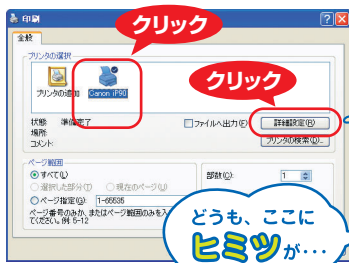 印刷
クリック
全般
プリンタの選択
プリンタの追加
Canon iP90
クリック
状態 準備完了
場所
コメント:
ファイルへ出力(F)
詳細設定(R)
プリンタの検索(D)...
ページ範囲
すべて(L)
選択した部分(T)
現在のページ(U)
ページ指定(G):
1-65535
ページ番号のみか、またはページ範囲のみを入
てください。例 5-12
部数(C):
1
どうも、ここに
ヒミツが・・・